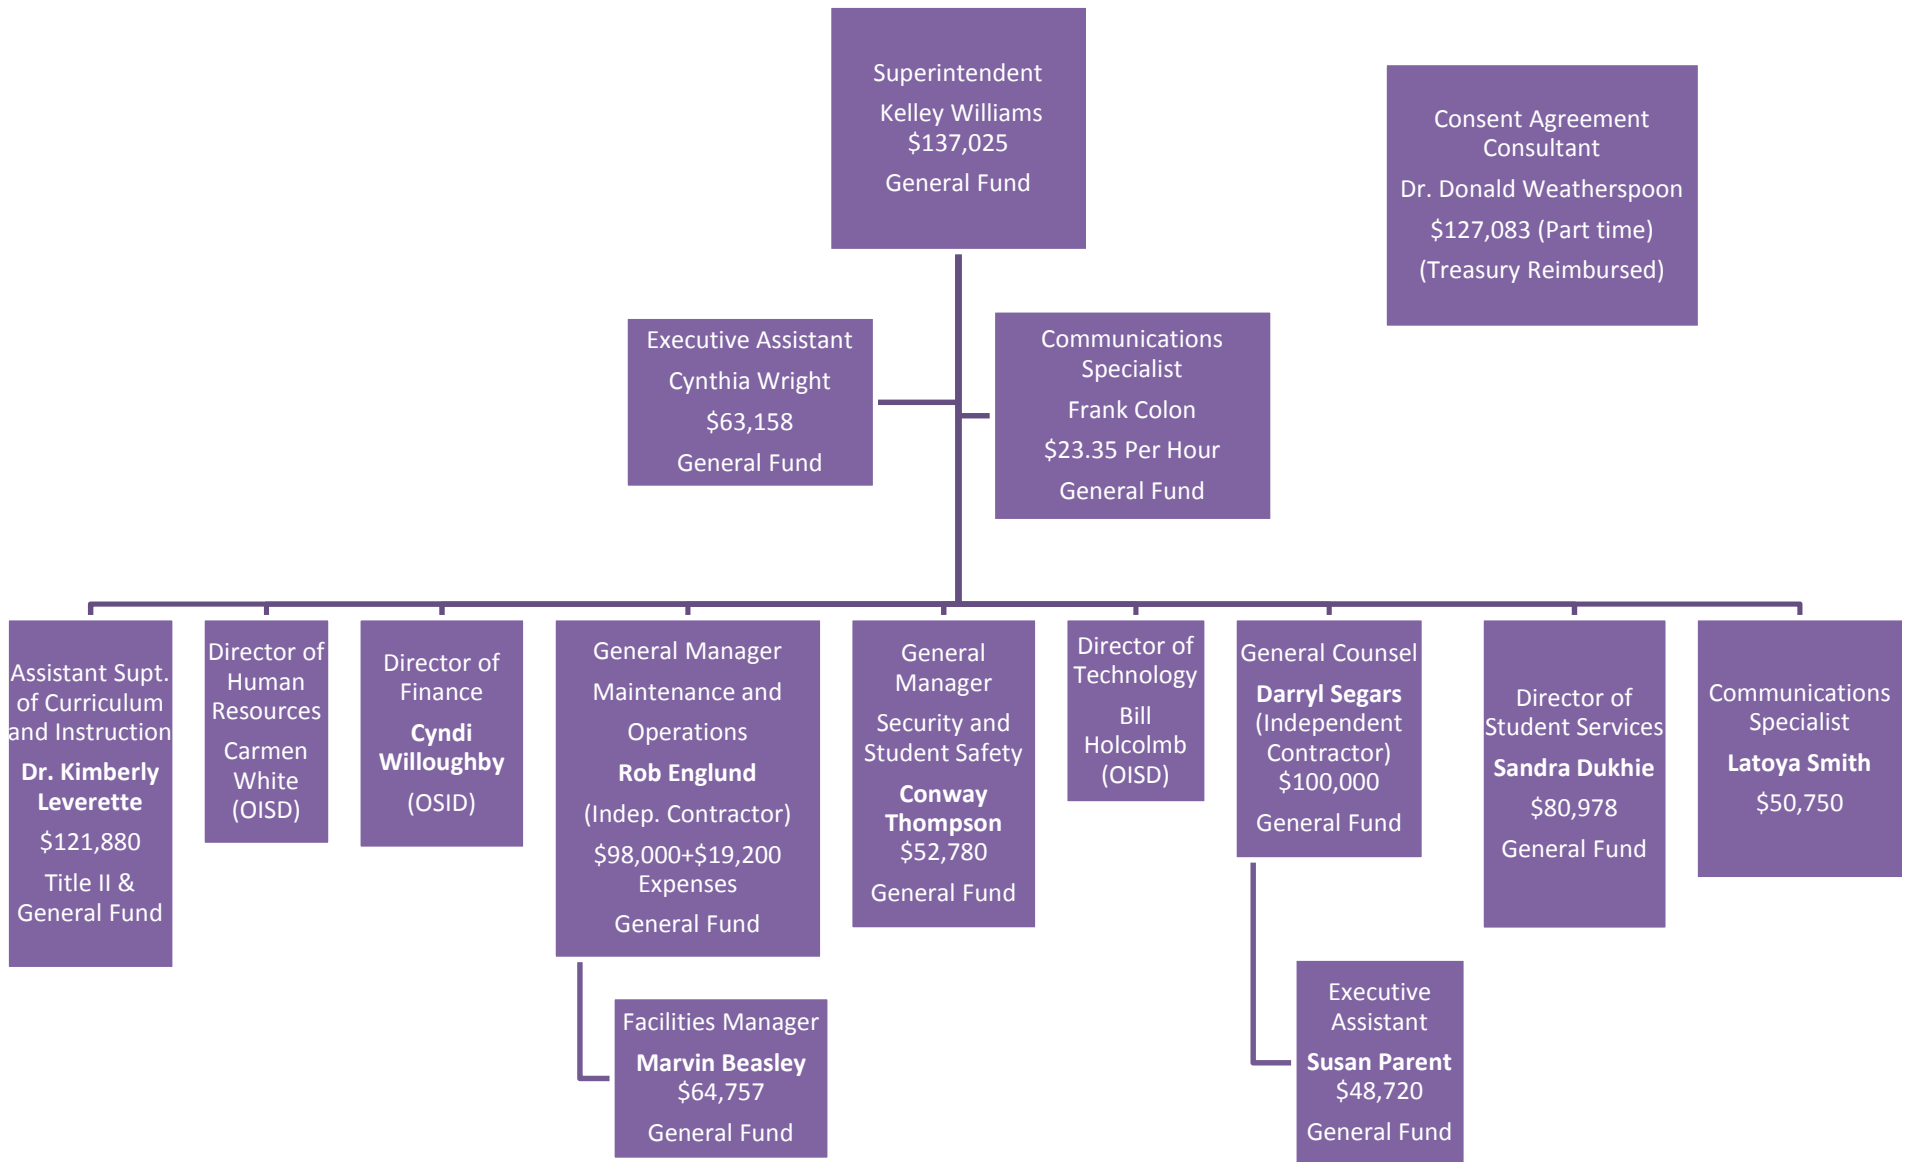 Superintendent
Kelley Williams
$137,025
General Fund
Consent Agreement
Consultant
Dr. Donald Weatherspoon
$127,083 (Part time)
(Treasury Reimbursed)
Executive Assistant
Cynthia Wright
$63,158
General Fund
Communications
Specialist
Frank Colon
$23.35 Per Hour
General Fund
Assistant Supt.
of Curriculum
and Instruction
Dr. Kimberly
Leverette
$121,880
Title II &
General Fund
Director of
Human
Resources
Carmen
White
(OISD)
Director of
Finance
Cyndi
Willoughby
(OSID)
General Manager
Maintenance and
Operations
Rob Englund
(Indep. Contractor)
$98,000+$19,200
Expenses
General Fund
General
Manager
Security and
Student Safety
Conway
Thompson
$52,780
General Fund
Director of
Technology
Bill
Holcolmb
(OISD)
General Counsel
Darryl Segars
(Independent
Contractor)
$100,000
General Fund
Director of
Student Services
Sandra Dukhie
$80,978
General Fund
Communications
Specialist
Latoya Smith
$50,750
Facilities Manager
Marvin Beasley
$64,757
General Fund
Executive
Assistant
Susan Parent
$48,720
General Fund